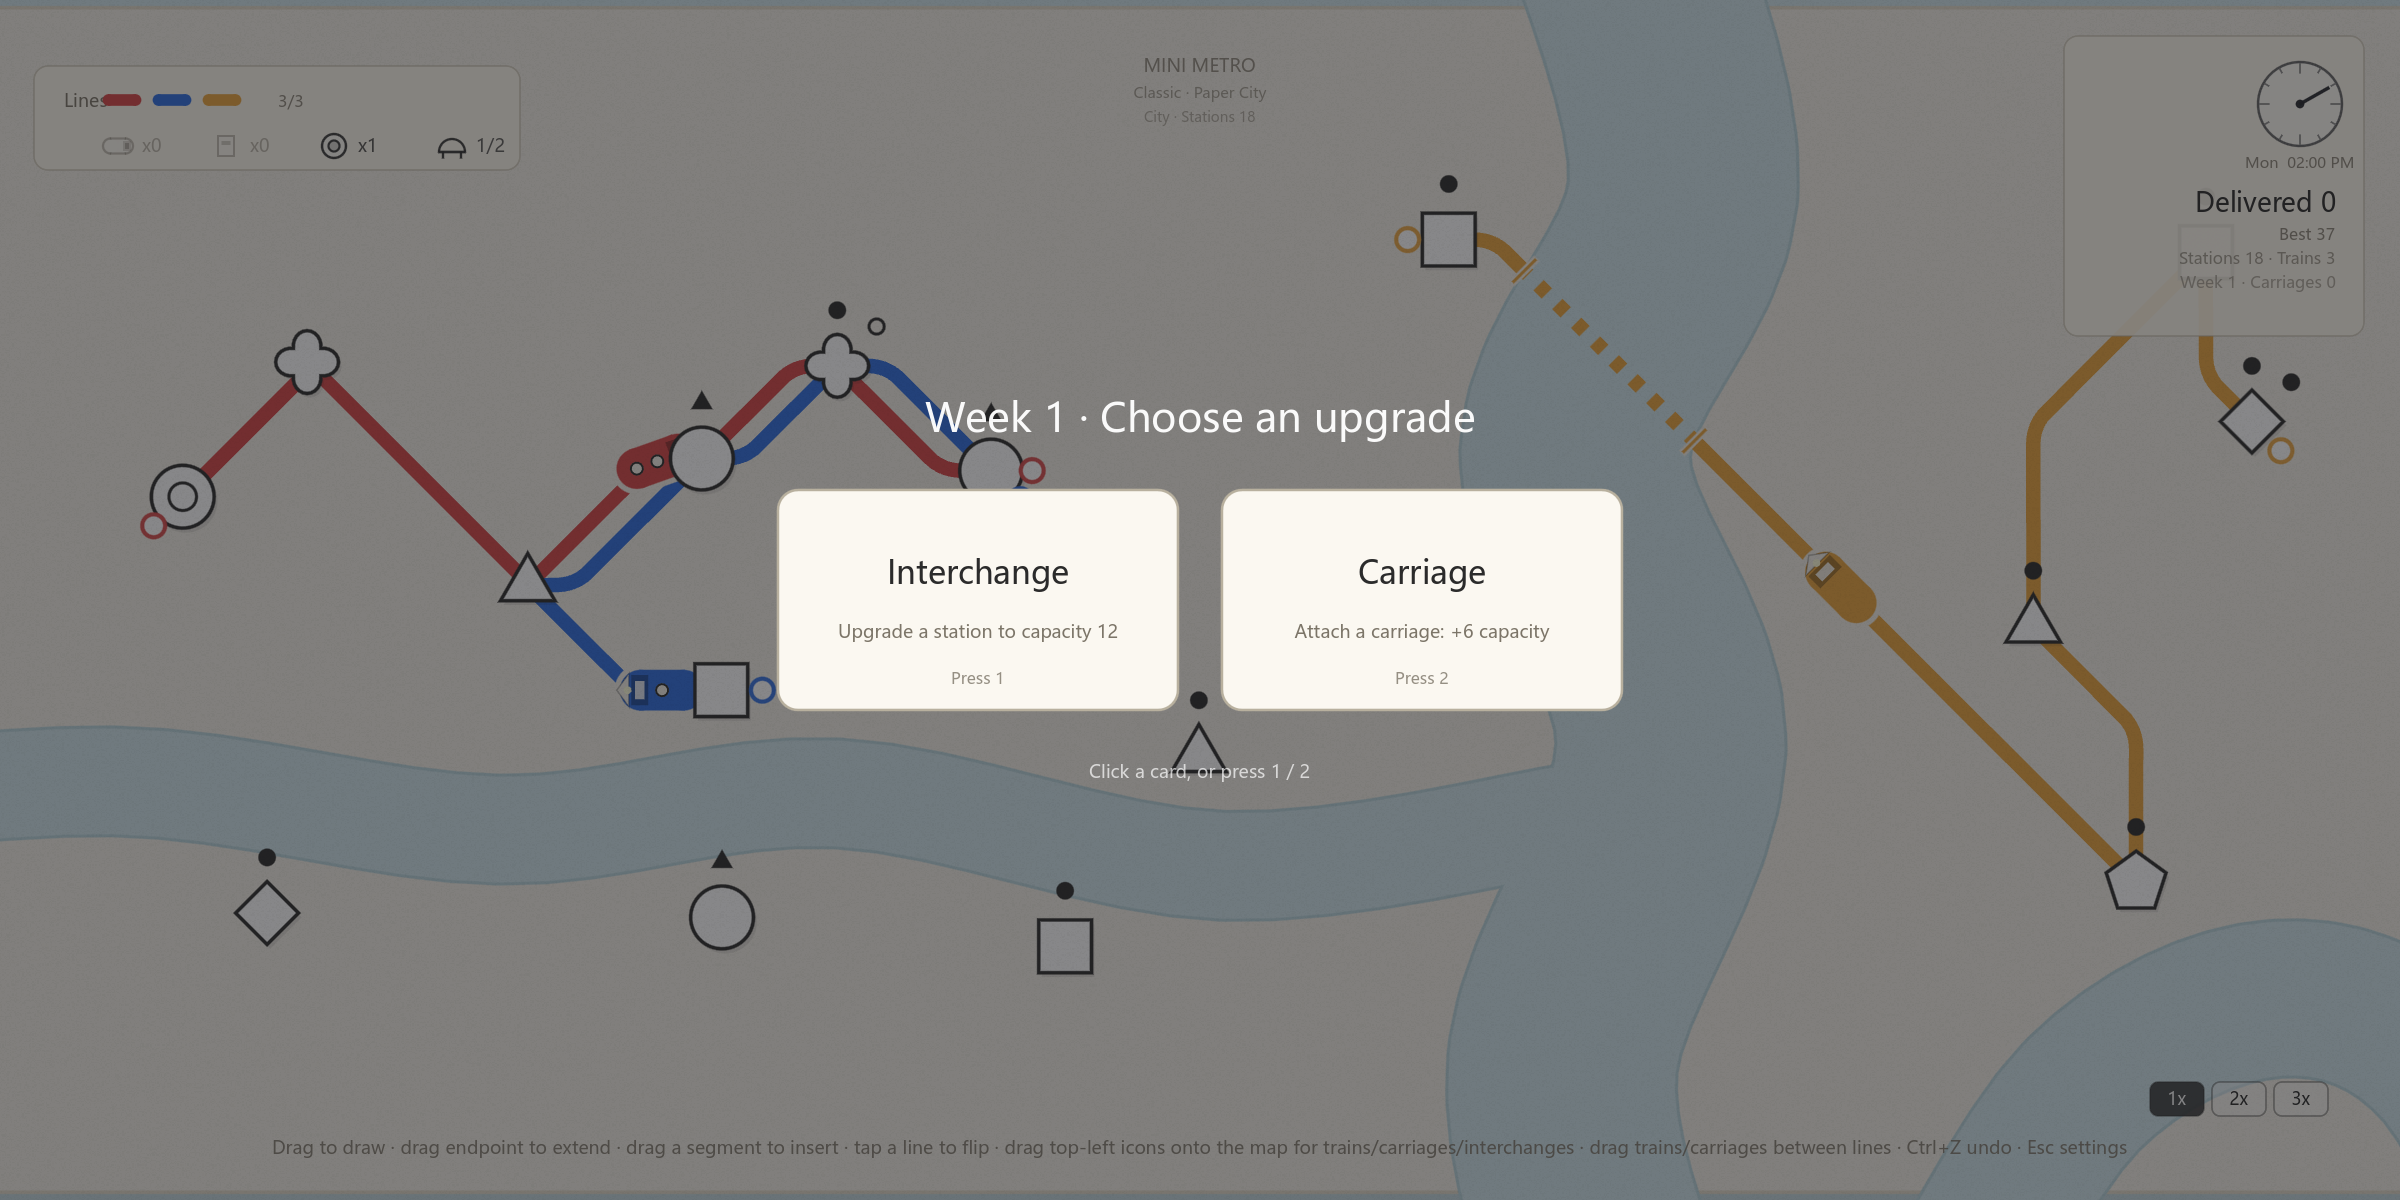 Lines 3/3
x0 x0 x1 1/2
MINI METRO
Classic · Paper City
City · Stations 18
Mon 02:00 PM
Delivered 0
Best 37
Stations 18 · Trains 3
Week 1 · Carriages 0
Week 1 · Choose an upgrade
Interchange
Upgrade a station to capacity 12
Press 1
Carriage
Attach a carriage: +6 capacity
Press 2
Click a card, or press 1 / 2
1x 2x 3x
Drag to draw · drag endpoint to extend · drag a segment to insert · tap a line to flip · drag top-left icons onto the map for trains/carriages/interchanges · drag trains/carriages between lines · Ctrl+Z undo · Esc settings